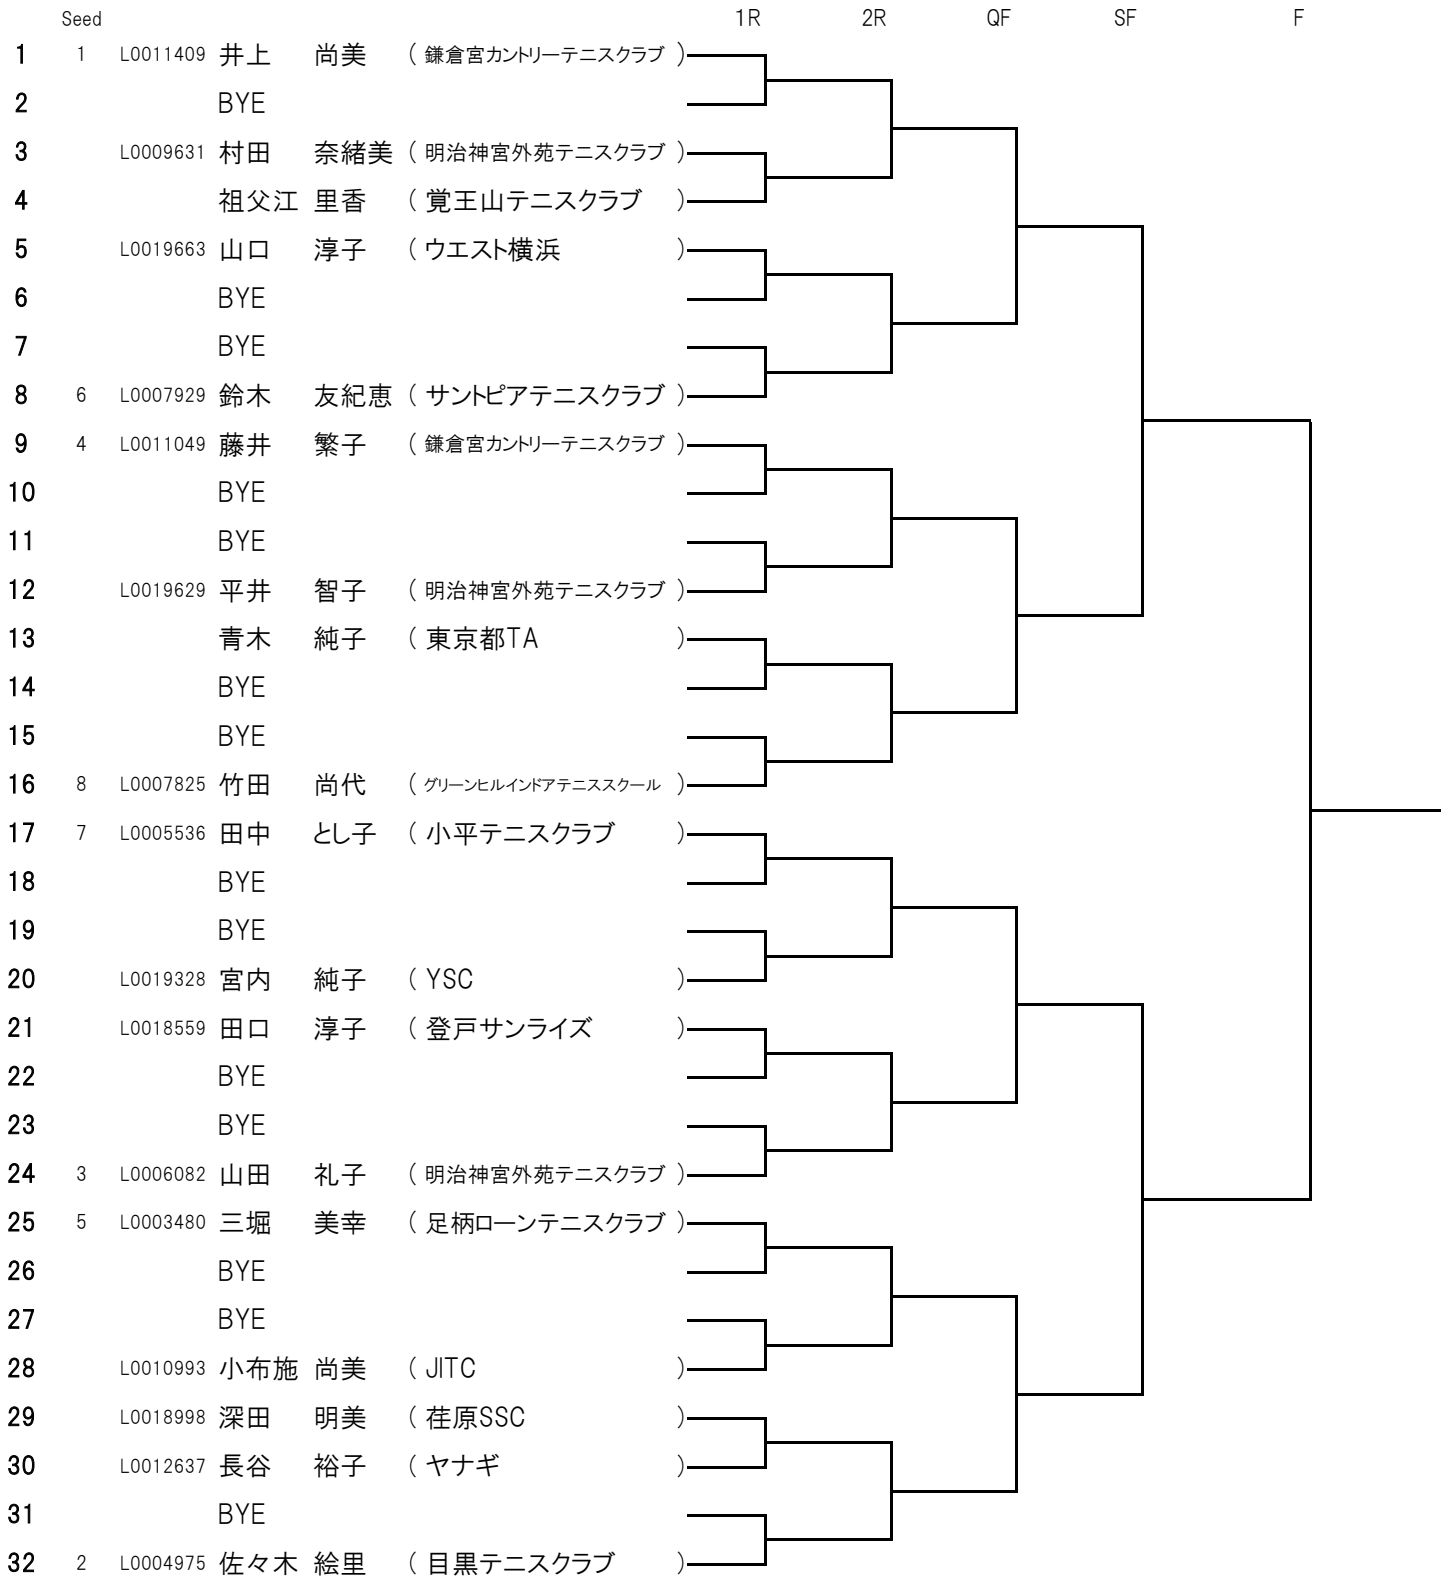 Seed 1R 2R QF SF F
1 1 L0011409 井上 尚美 ( 鎌倉宮カントリーテニスクラブ )
2 BYE
3 L0009631 村田 奈緒美 ( 明治神宮外苑テニスクラブ )
4 祖父江 里香 ( 覚王山テニスクラブ )
5 L0019663 山口 淳子 ( ウエスト横浜 )
6 BYE
7 BYE
8 6 L0007929 鈴木 友紀恵 ( サントピアテニスクラブ )
9 4 L0011049 藤井 繁子 ( 鎌倉宮カントリーテニスクラブ )
10 BYE
11 BYE
12 L0019629 平井 智子 ( 明治神宮外苑テニスクラブ )
13 青木 純子 ( 東京都TA )
14 BYE
15 BYE
16 8 L0007825 竹田 尚代 ( グリーンヒルインドアテニススクール )
17 7 L0005536 田中 とし子 ( 小平テニスクラブ )
18 BYE
19 BYE
20 L0019328 宮内 純子 ( YSC )
21 L0018559 田口 淳子 ( 登戸サンライズ )
22 BYE
23 BYE
24 3 L0006082 山田 礼子 ( 明治神宮外苑テニスクラブ )
25 5 L0003480 三堀 美幸 ( 足柄ローンテニスクラブ )
26 BYE
27 BYE
28 L0010993 小布施 尚美 ( JITC )
29 L0018998 深田 明美 ( 荏原SSC )
30 L0012637 長谷 裕子 ( ヤナギ )
31 BYE
32 2 L0004975 佐々木 絵里 ( 目黒テニスクラブ )